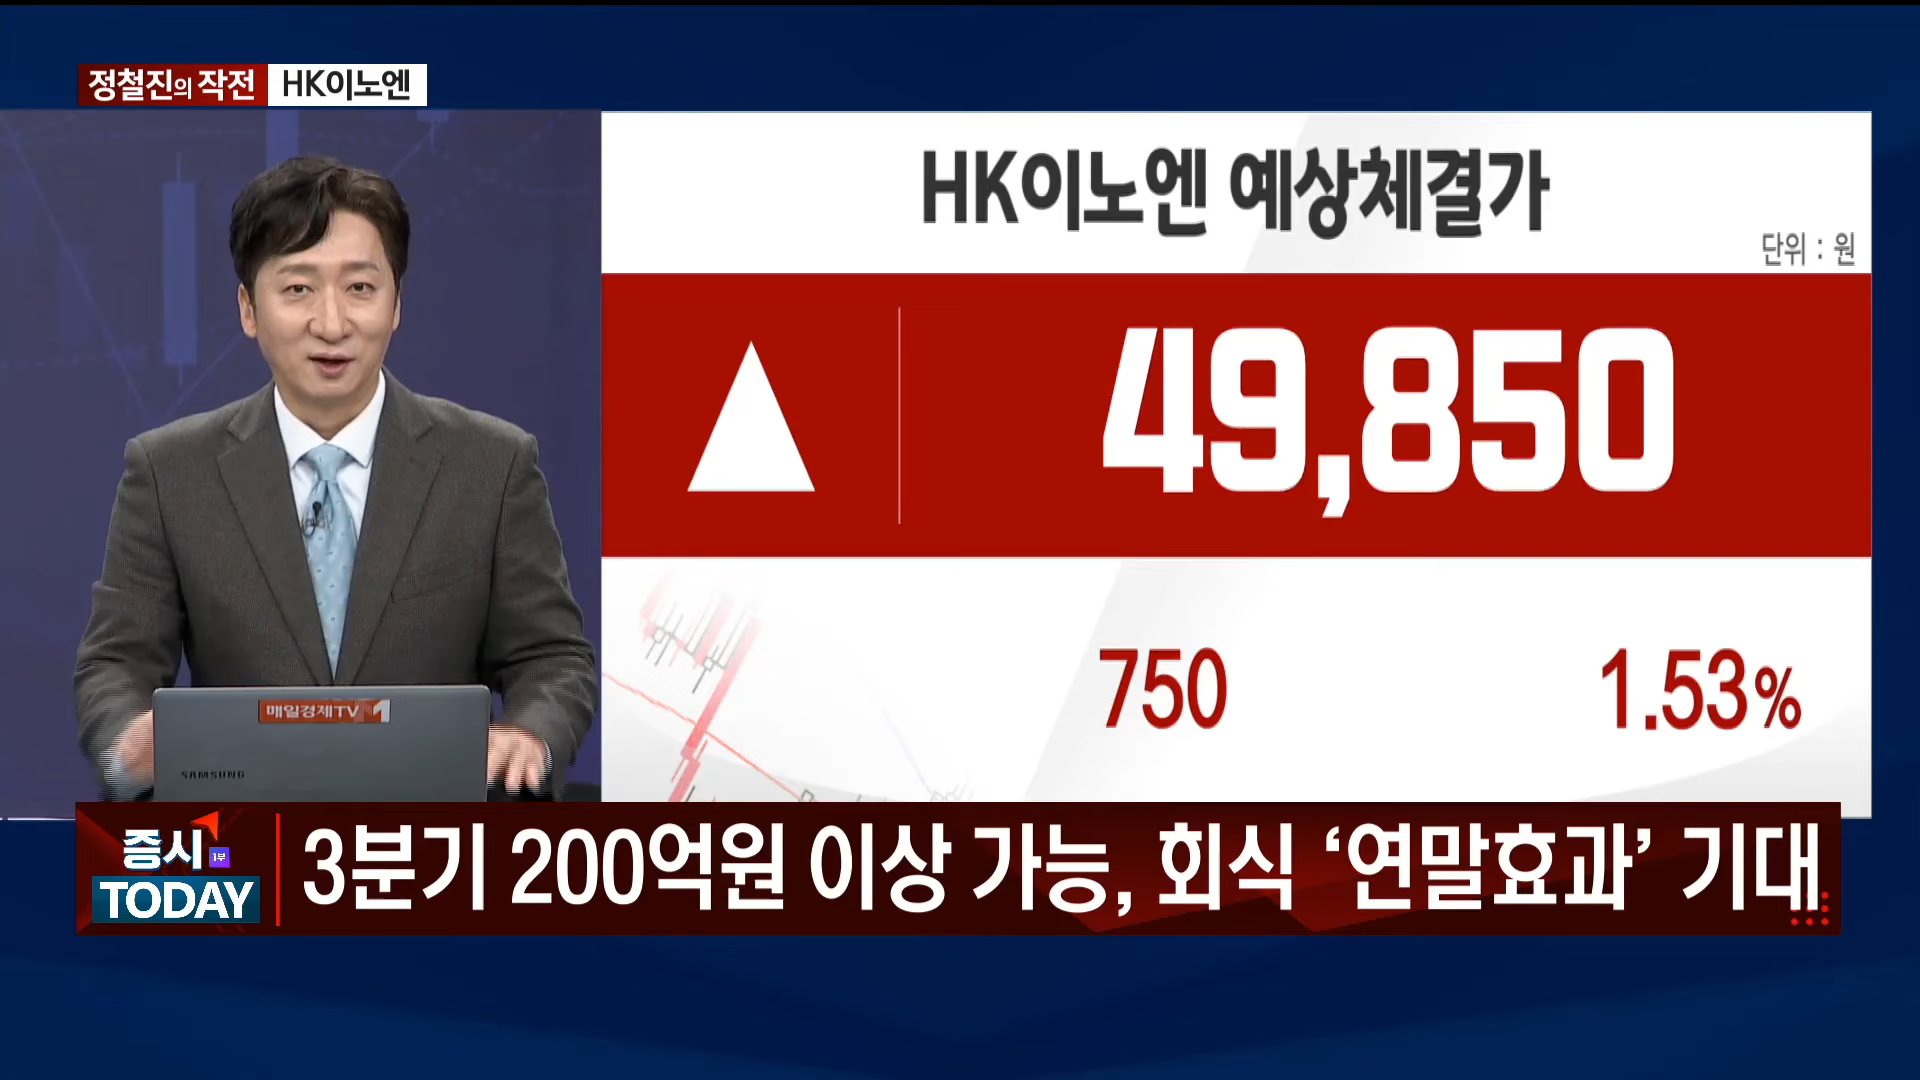 정철진의 작전 HK이노엔
HK이노엔 예상체결가
단위 : 원
▲ 49,850
750 1.53%
매일경제TV M
SAMSUNG
증시 1부
TODAY
3분기 200억원 이상 가능, 회식 ‘연말효과’ 기대